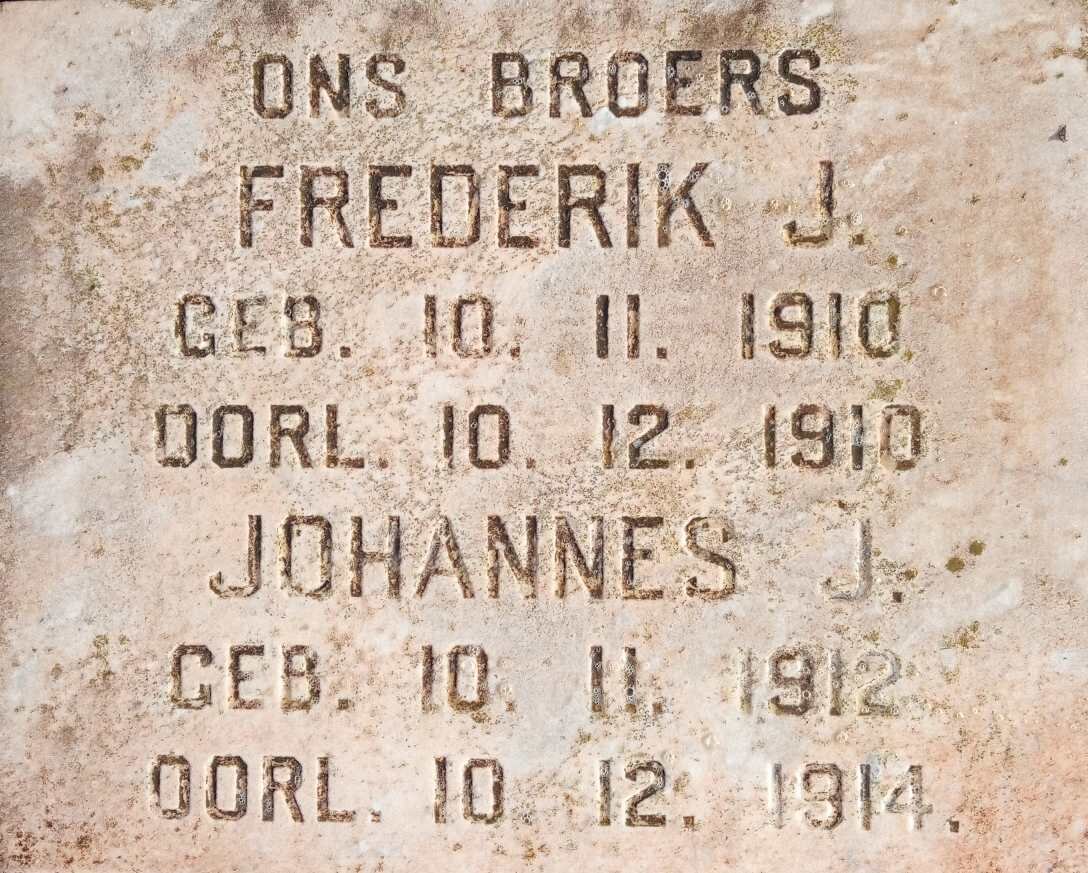 ONS BROERS
FREDERIK J.
GEB. 10. 11. 1910
OORL. 10. 12. 1910
JOHANNES J.
GEB. 10. 11. 1912
OORL. 10. 12. 1914.